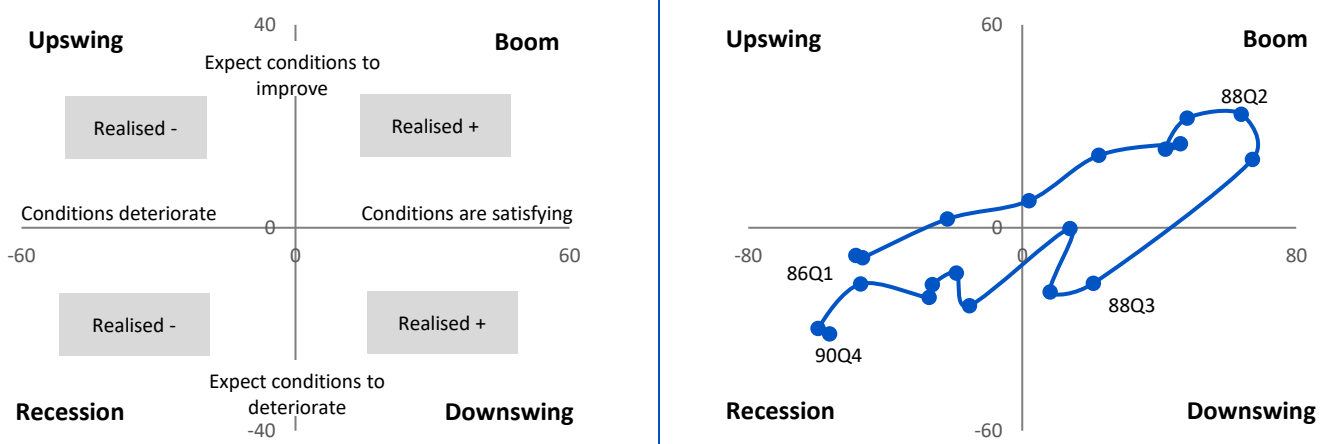 40
Upswing
Boom
Expect conditions to
improve
Realised -
Realised +
Conditions deteriorate
Conditions are satisfying
0
-60
0
60
Realised -
Realised +
Expect conditions to
deteriorate
Recession
Downswing
-40
60
Upswing
Boom
88Q2
0
-80
0
80
86Q1
88Q3
90Q4
Recession
Downswing
-60